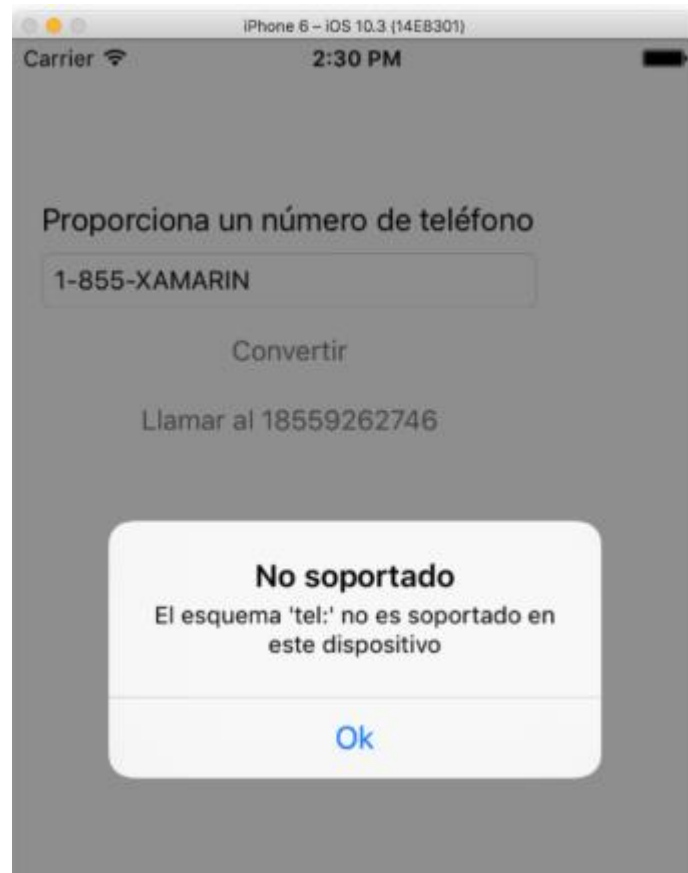 iPhone 6 – iOS 10.3 (14E8301)
Carrier 2:30 PM
Proporciona un número de teléfono
1-855-XAMARIN
Convertir
Llamar al 18559262746
No soportado
El esquema 'tel:' no es soportado en
este dispositivo
Ok